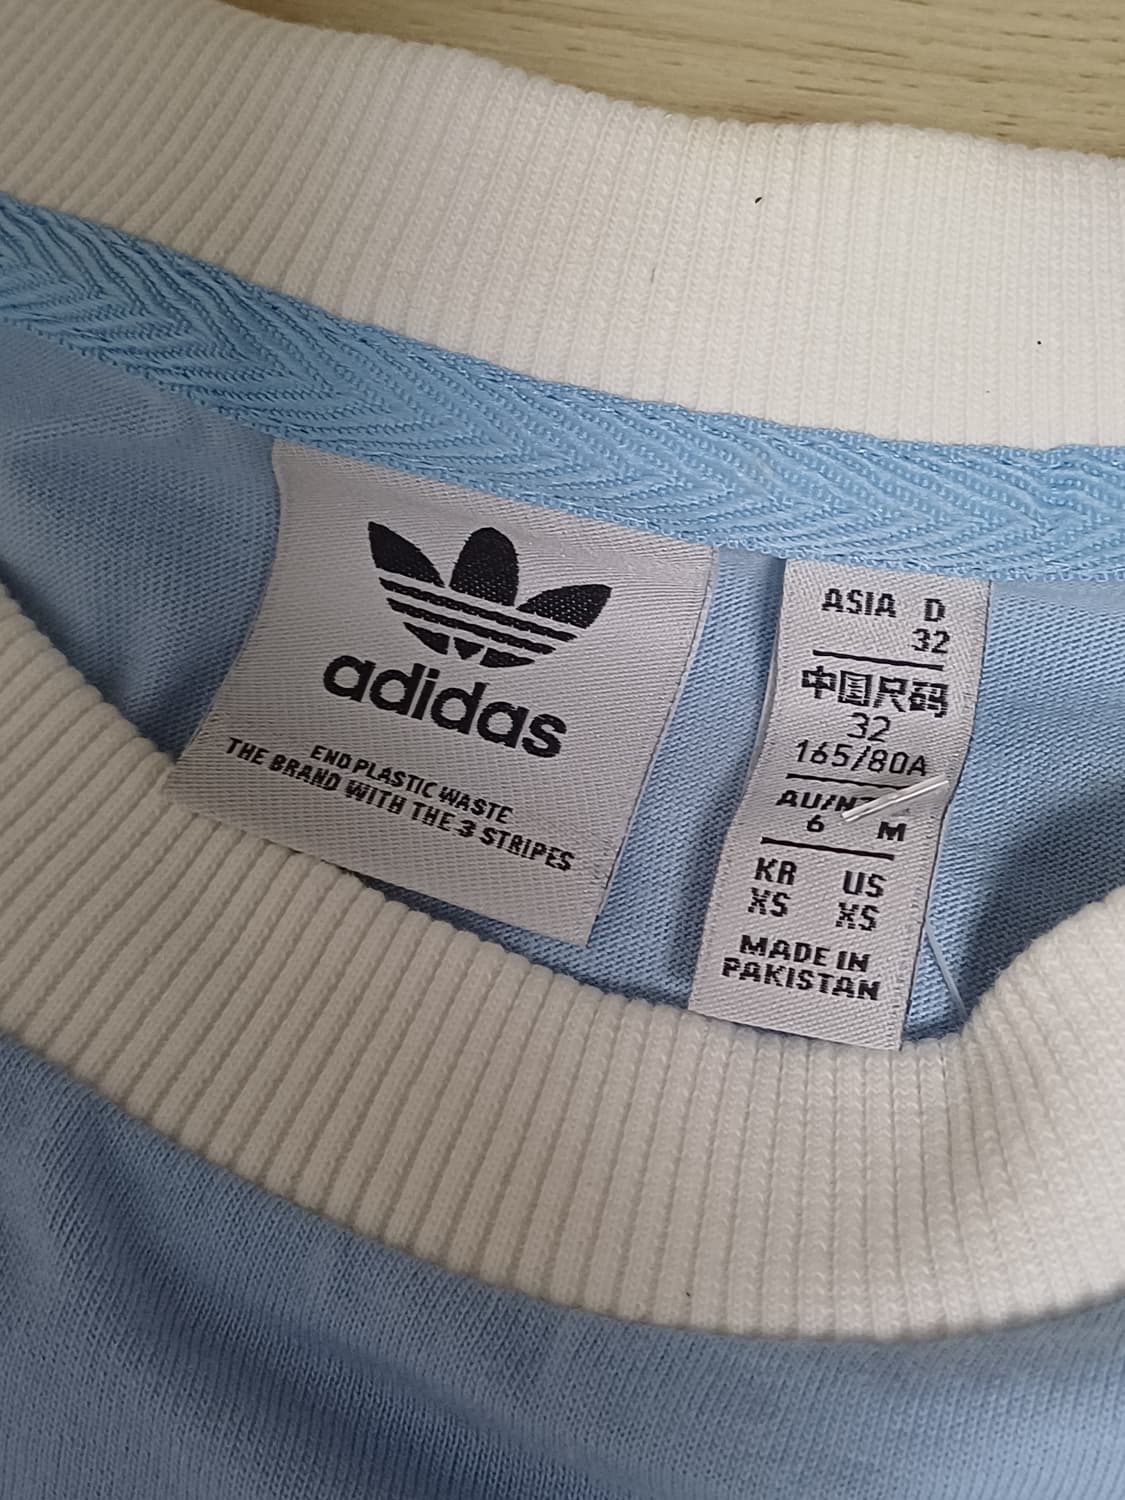 adidas
END PLASTIC WASTE
THE BRAND WITH THE 3 STRIPES
ASIA D
32
中国尺码
32
165/80A
6 M
KR US
XS XS
MADE IN
PAKISTAN